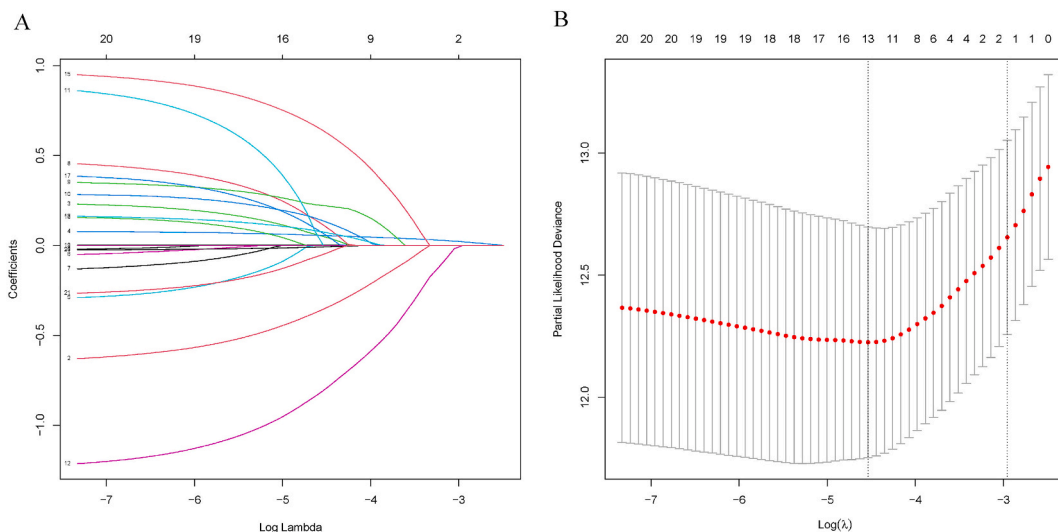 A
20 19 16 9 2
1.0
0.5
0.0
−0.5
−1.0
Coefficients
15
11
8
17
9
10
3
18
4
7
2
12
−7 −6 −5 −4 −3
Log Lambda
B
20 20 20 19 19 19 19 18 18 17 16 13 11 8 6 4 4 2 2 1 1 0
13.0
12.5
12.0
Partial Likelihood Deviance
−7 −6 −5 −4 −3
Log(λ)